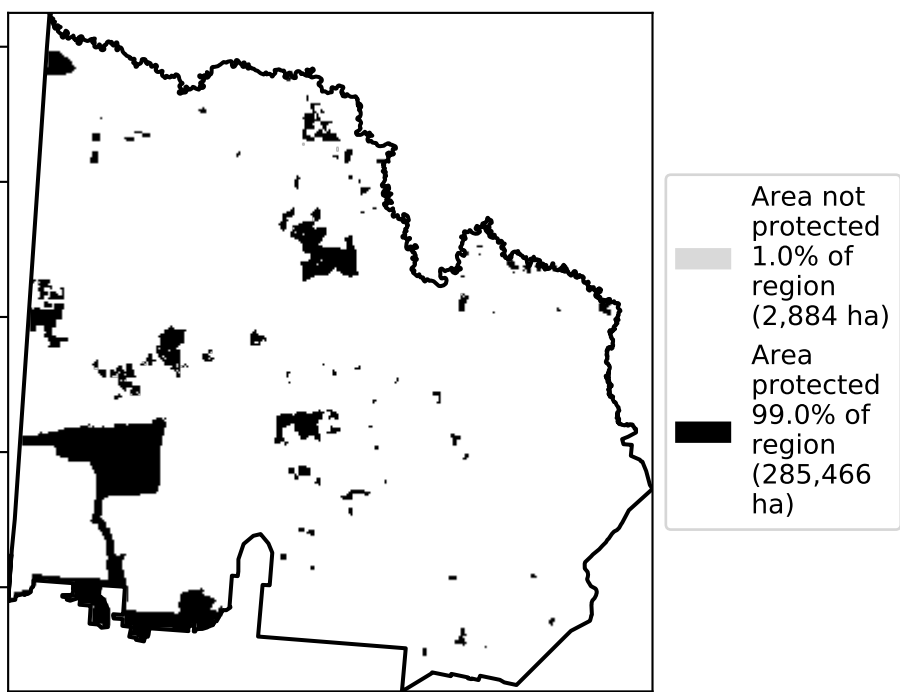 Area not
protected
1.0% of
region
(2,884 ha)
Area
protected
99.0% of
region
(285,466
ha)